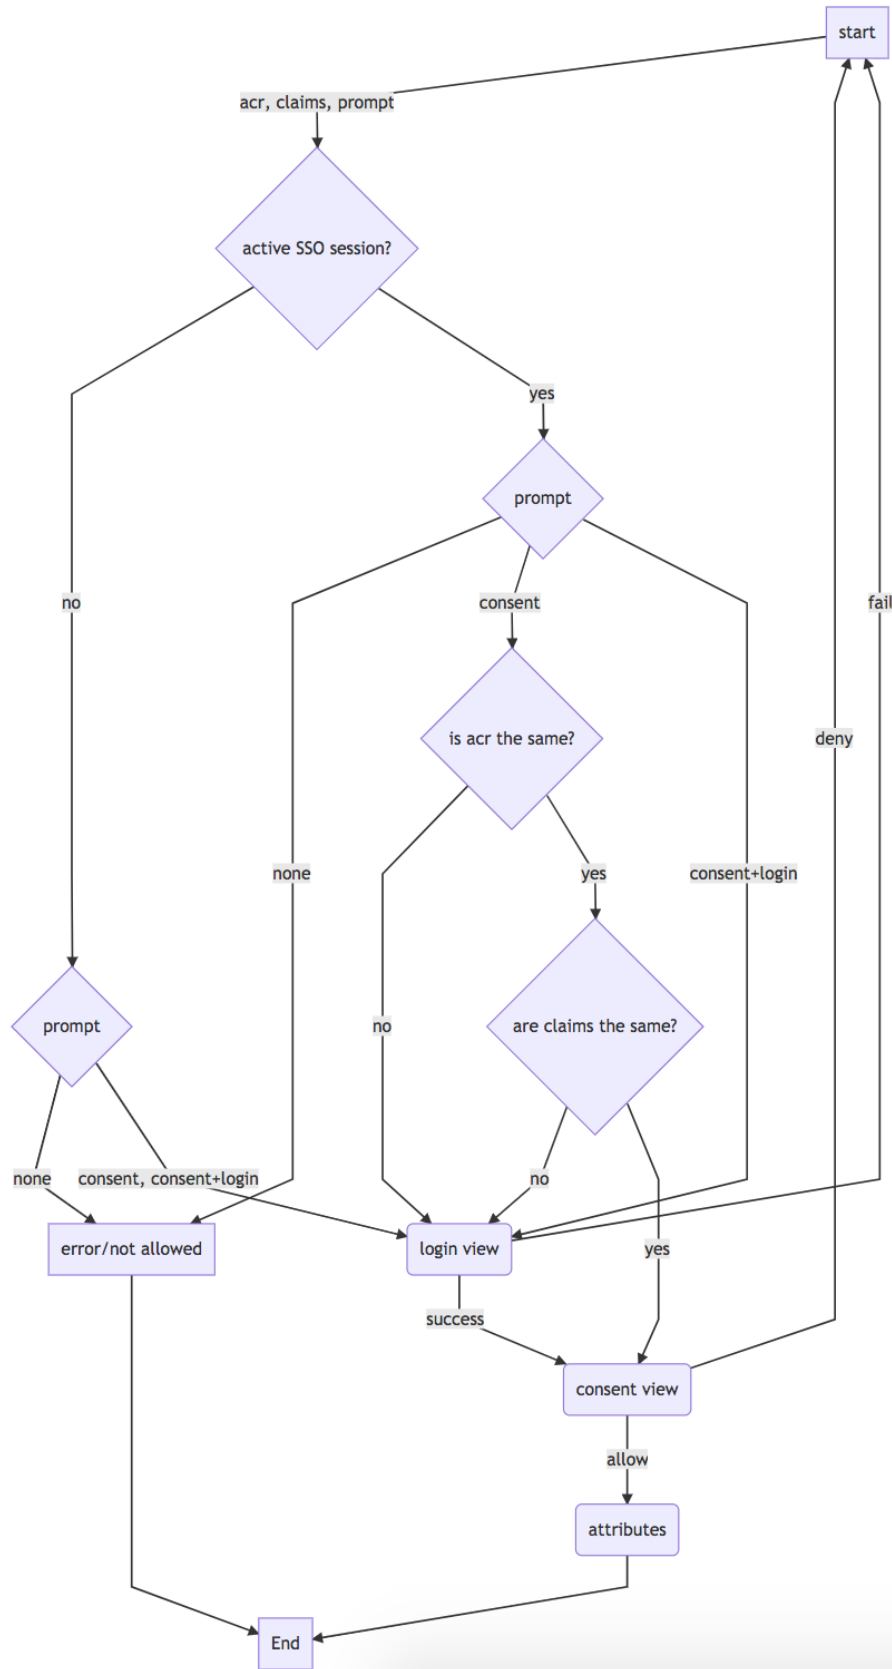 start
acr, claims, prompt
active SSO session?
yes
prompt
no
consent
fail
is acr the same?
deny
none
yes
consent+login
prompt
no
are claims the same?
none
consent, consent+login
no
error/not allowed
login view
yes
success
consent view
allow
attributes
End